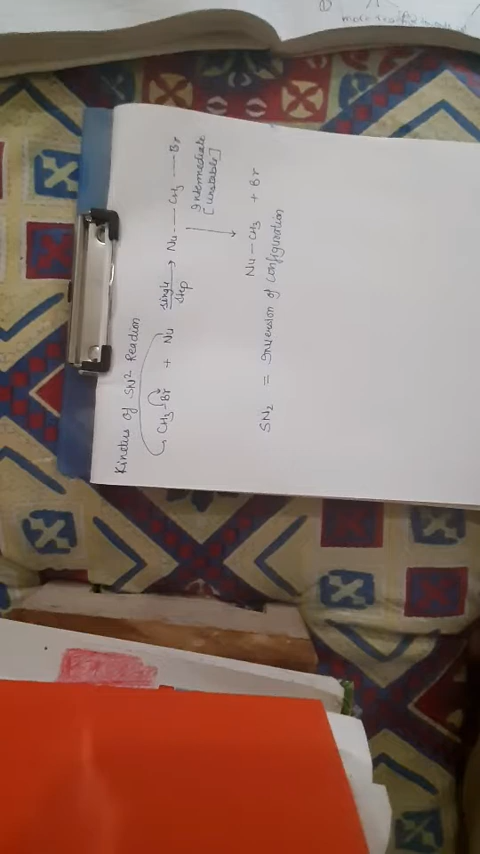 Kinetics of SN² Reaction
CH₃-Br + Nu single step → Nu---CH₃---Br
Intermediate
[unstable]
Nu-CH₃ + Br
SN₂ = Inversion of configuration